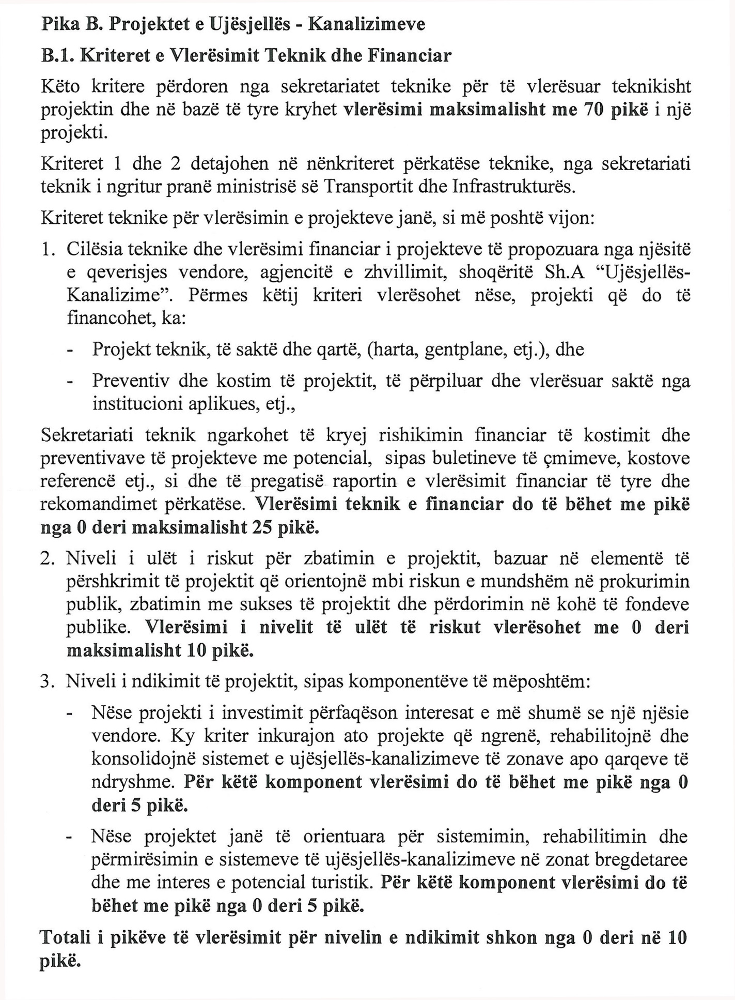 Pika B. Projektet e Ujësjellës - Kanalizimeve
B.1. Kriteret e Vlerësimit Teknik dhe Financiar
Këto kritere përdoren nga sekretariatet teknike për të vlerësuar teknikisht
projektin dhe në bazë të tyre kryhet vlerësimi maksimalisht me 70 pikë i një
projekti.
Kriteret 1 dhe 2 detajohen në nënkriteret përkatëse teknike, nga sekretariati
teknik i ngritur pranë ministrisë së Transportit dhe Infrastrukturës.
Kriteret teknike për vlerësimin e projekteve janë, si më poshtë vijon:
1. Cilësia teknike dhe vlerësimi financiar i projekteve të propozuara nga njësitë
e qeverisjes vendore, agjencitë e zhvillimit, shoqëritë Sh.A “Ujësjellës-
Kanalizime”. Përmes këtij kriteri vlerësohet nëse, projekti që do të
financohet, ka:
- Projekt teknik, të saktë dhe qartë, (harta, gentplane, etj.), dhe
- Preventiv dhe kostim të projektit, të përpiluar dhe vlerësuar saktë nga
institucioni aplikues, etj.,
Sekretariati teknik ngarkohet të kryej rishikimin financiar të kostimit dhe
preventivave të projekteve me potencial, sipas buletineve të çmimeve, kostove
referencë etj., si dhe të pregatisë raportin e vlerësimit financiar të tyre dhe
rekomandimet përkatëse. Vlerësimi teknik e financiar do të bëhet me pikë
nga 0 deri maksimalisht 25 pikë.
2. Niveli i ulët i riskut për zbatimin e projektit, bazuar në elementë të
përshkrimit të projektit që orientojnë mbi riskun e mundshëm në prokurimin
publik, zbatimin me sukses të projektit dhe përdorimin në kohë të fondeve
publike. Vlerësimi i nivelit të ulët të riskut vlerësohet me 0 deri
maksimalisht 10 pikë.
3. Niveli i ndikimit të projektit, sipas komponentëve të mëposhtëm:
- Nëse projekti i investimit përfaqëson interesat e më shumë se një njësie
vendore. Ky kriter inkurajon ato projekte që ngrenë, rehabilitojnë dhe
konsolidojnë sistemet e ujësjellës-kanalizimeve të zonave apo qarqeve të
ndryshme. Për këtë komponent vlerësimi do të bëhet me pikë nga 0
deri 5 pikë.
- Nëse projektet janë të orientuara për sistemimin, rehabilitimin dhe
përmirësimin e sistemeve të ujësjellës-kanalizimeve në zonat bregdetaree
dhe me interes e potencial turistik. Për këtë komponent vlerësimi do të
bëhet me pikë nga 0 deri 5 pikë.
Totali i pikëve të vlerësimit për nivelin e ndikimit shkon nga 0 deri në 10
pikë.